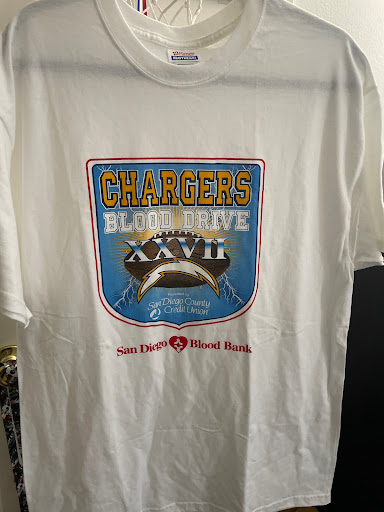 CHARGERS
BLOOD DRIVE
XXVII
San Diego County
Credit Union
San Diego Blood Bank